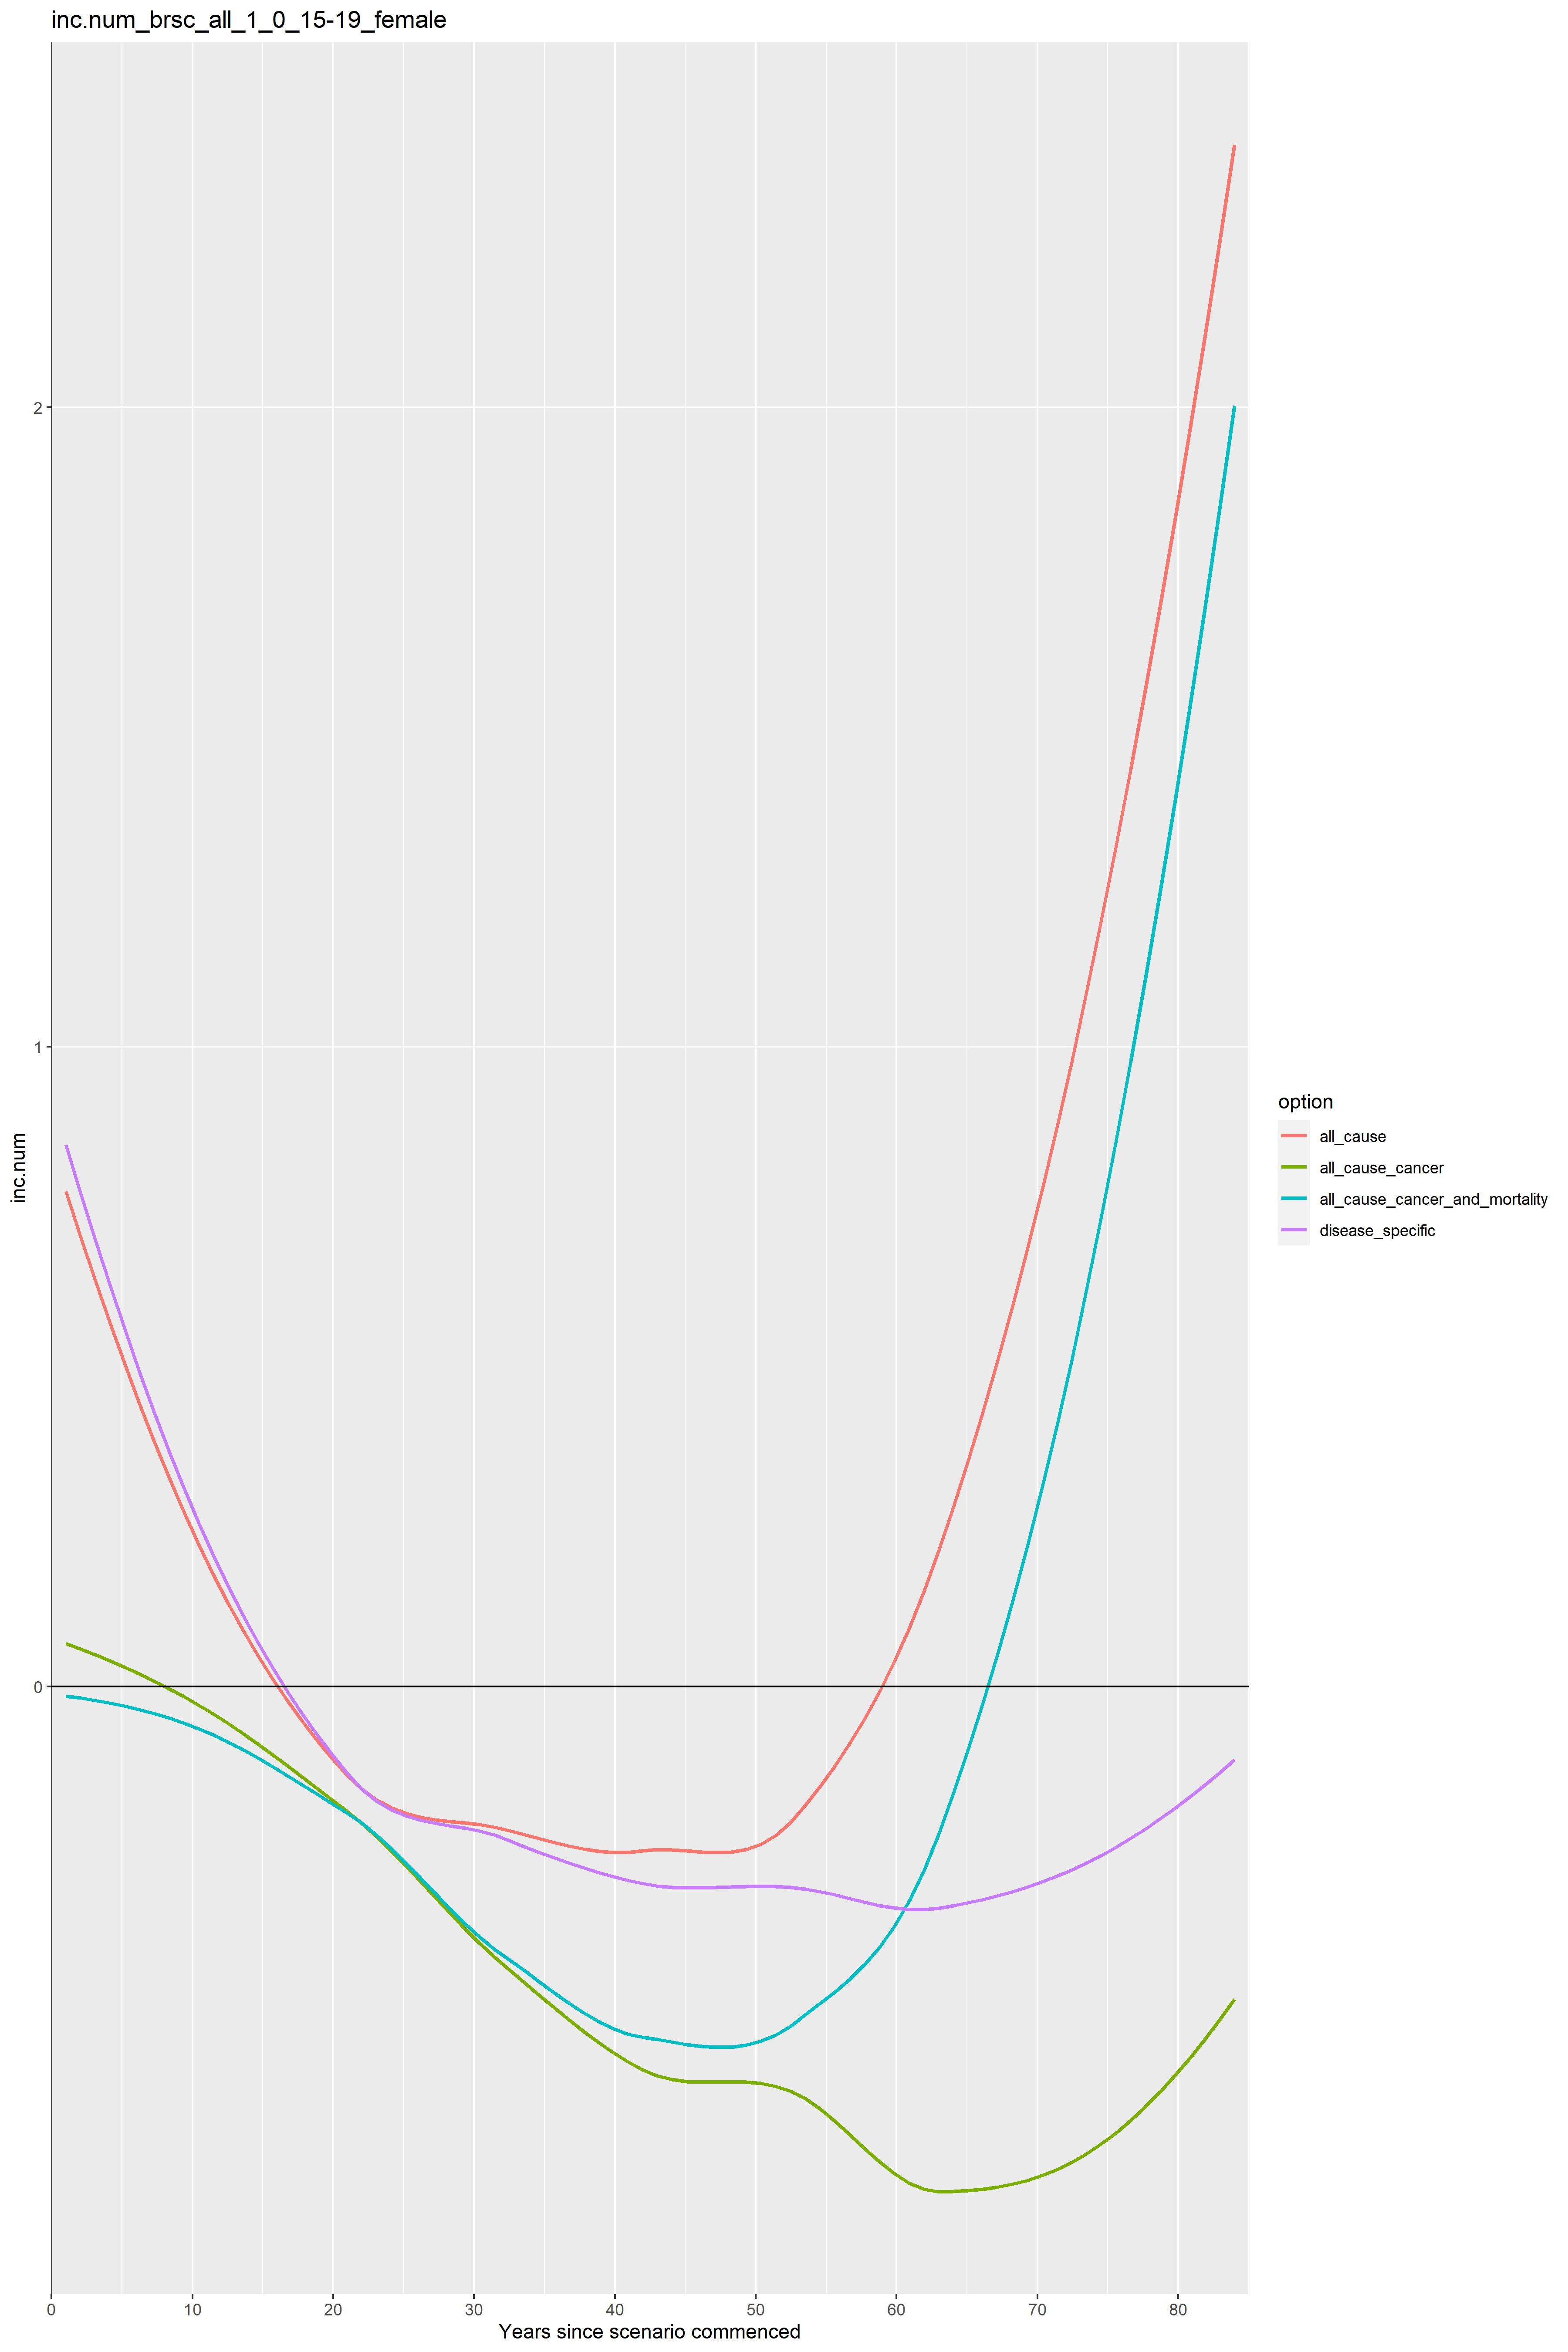 inc.num_brsc_all_1_0_15-19_female
inc.num
2
1
0
0 10 20 30 40 50 60 70 80
Years since scenario commenced
option
all_cause
all_cause_cancer
all_cause_cancer_and_mortality
disease_specific